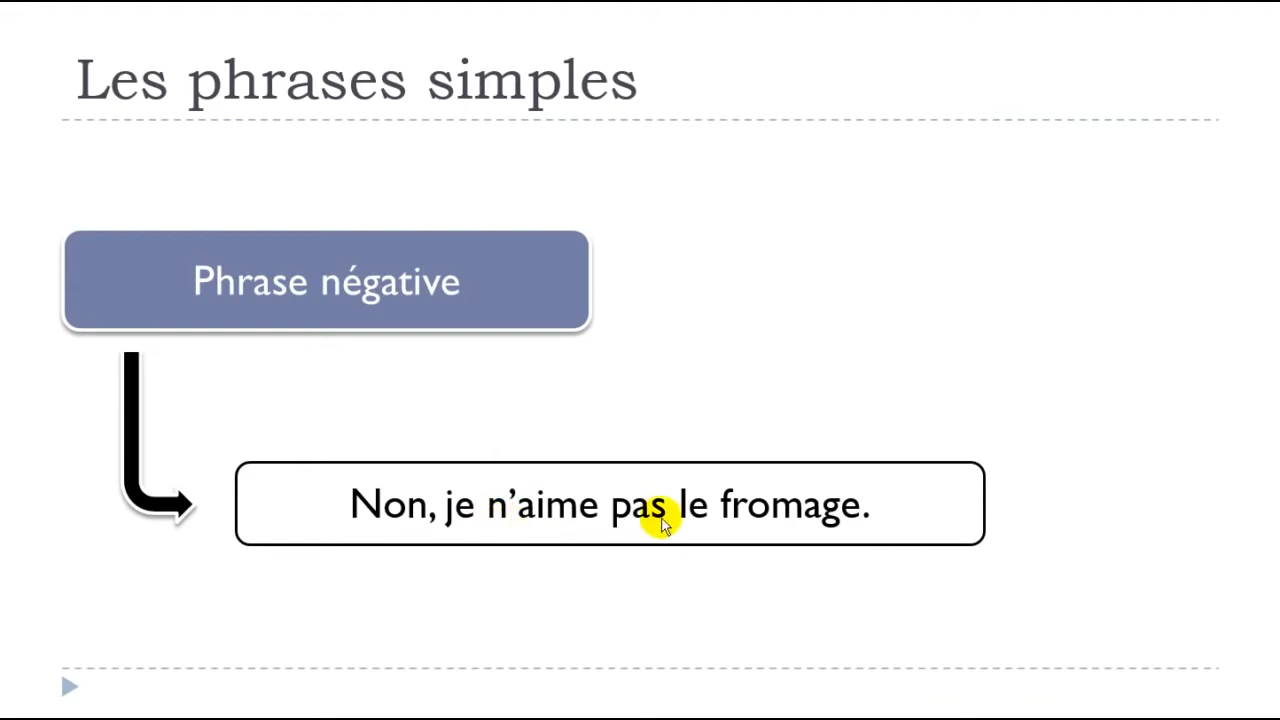 Les phrases simples
Phrase négative
Non, je n’aime pas le fromage.